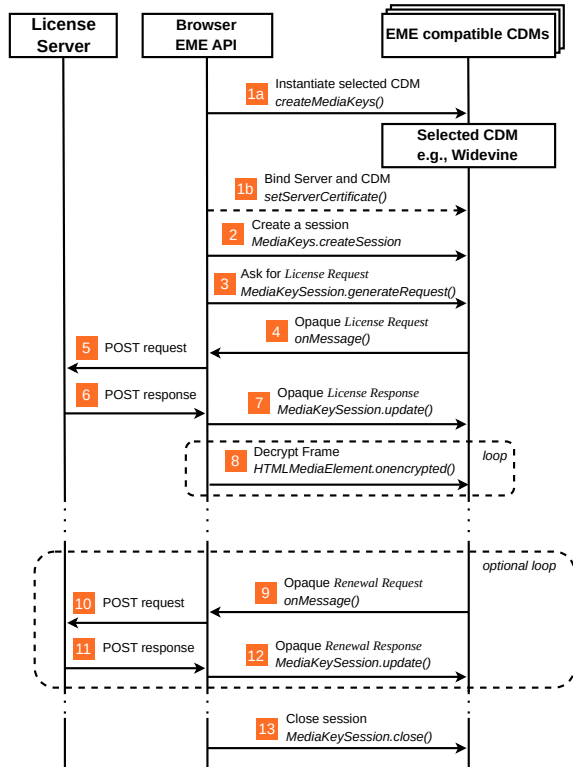 License
Server
Browser
EME API
EME compatible CDMs
1a
Instantiate selected CDM
createMediaKeys()
Selected CDM
e.g., Widevine
1b
Bind Server and CDM
setServerCertificate()
2
Create a session
MediaKeys.createSession
3
Ask for License Request
MediaKeySession.generateRequest()
4
Opaque License Request
onMessage()
5
POST request
6
POST response
7
Opaque License Response
MediaKeySession.update()
8
Decrypt Frame
HTMLMediaElement.onencrypted()
loop
optional loop
9
Opaque Renewal Request
onMessage()
10
POST request
11
POST response
12
Opaque Renewal Response
MediaKeySession.update()
13
Close session
MediaKeySession.close()